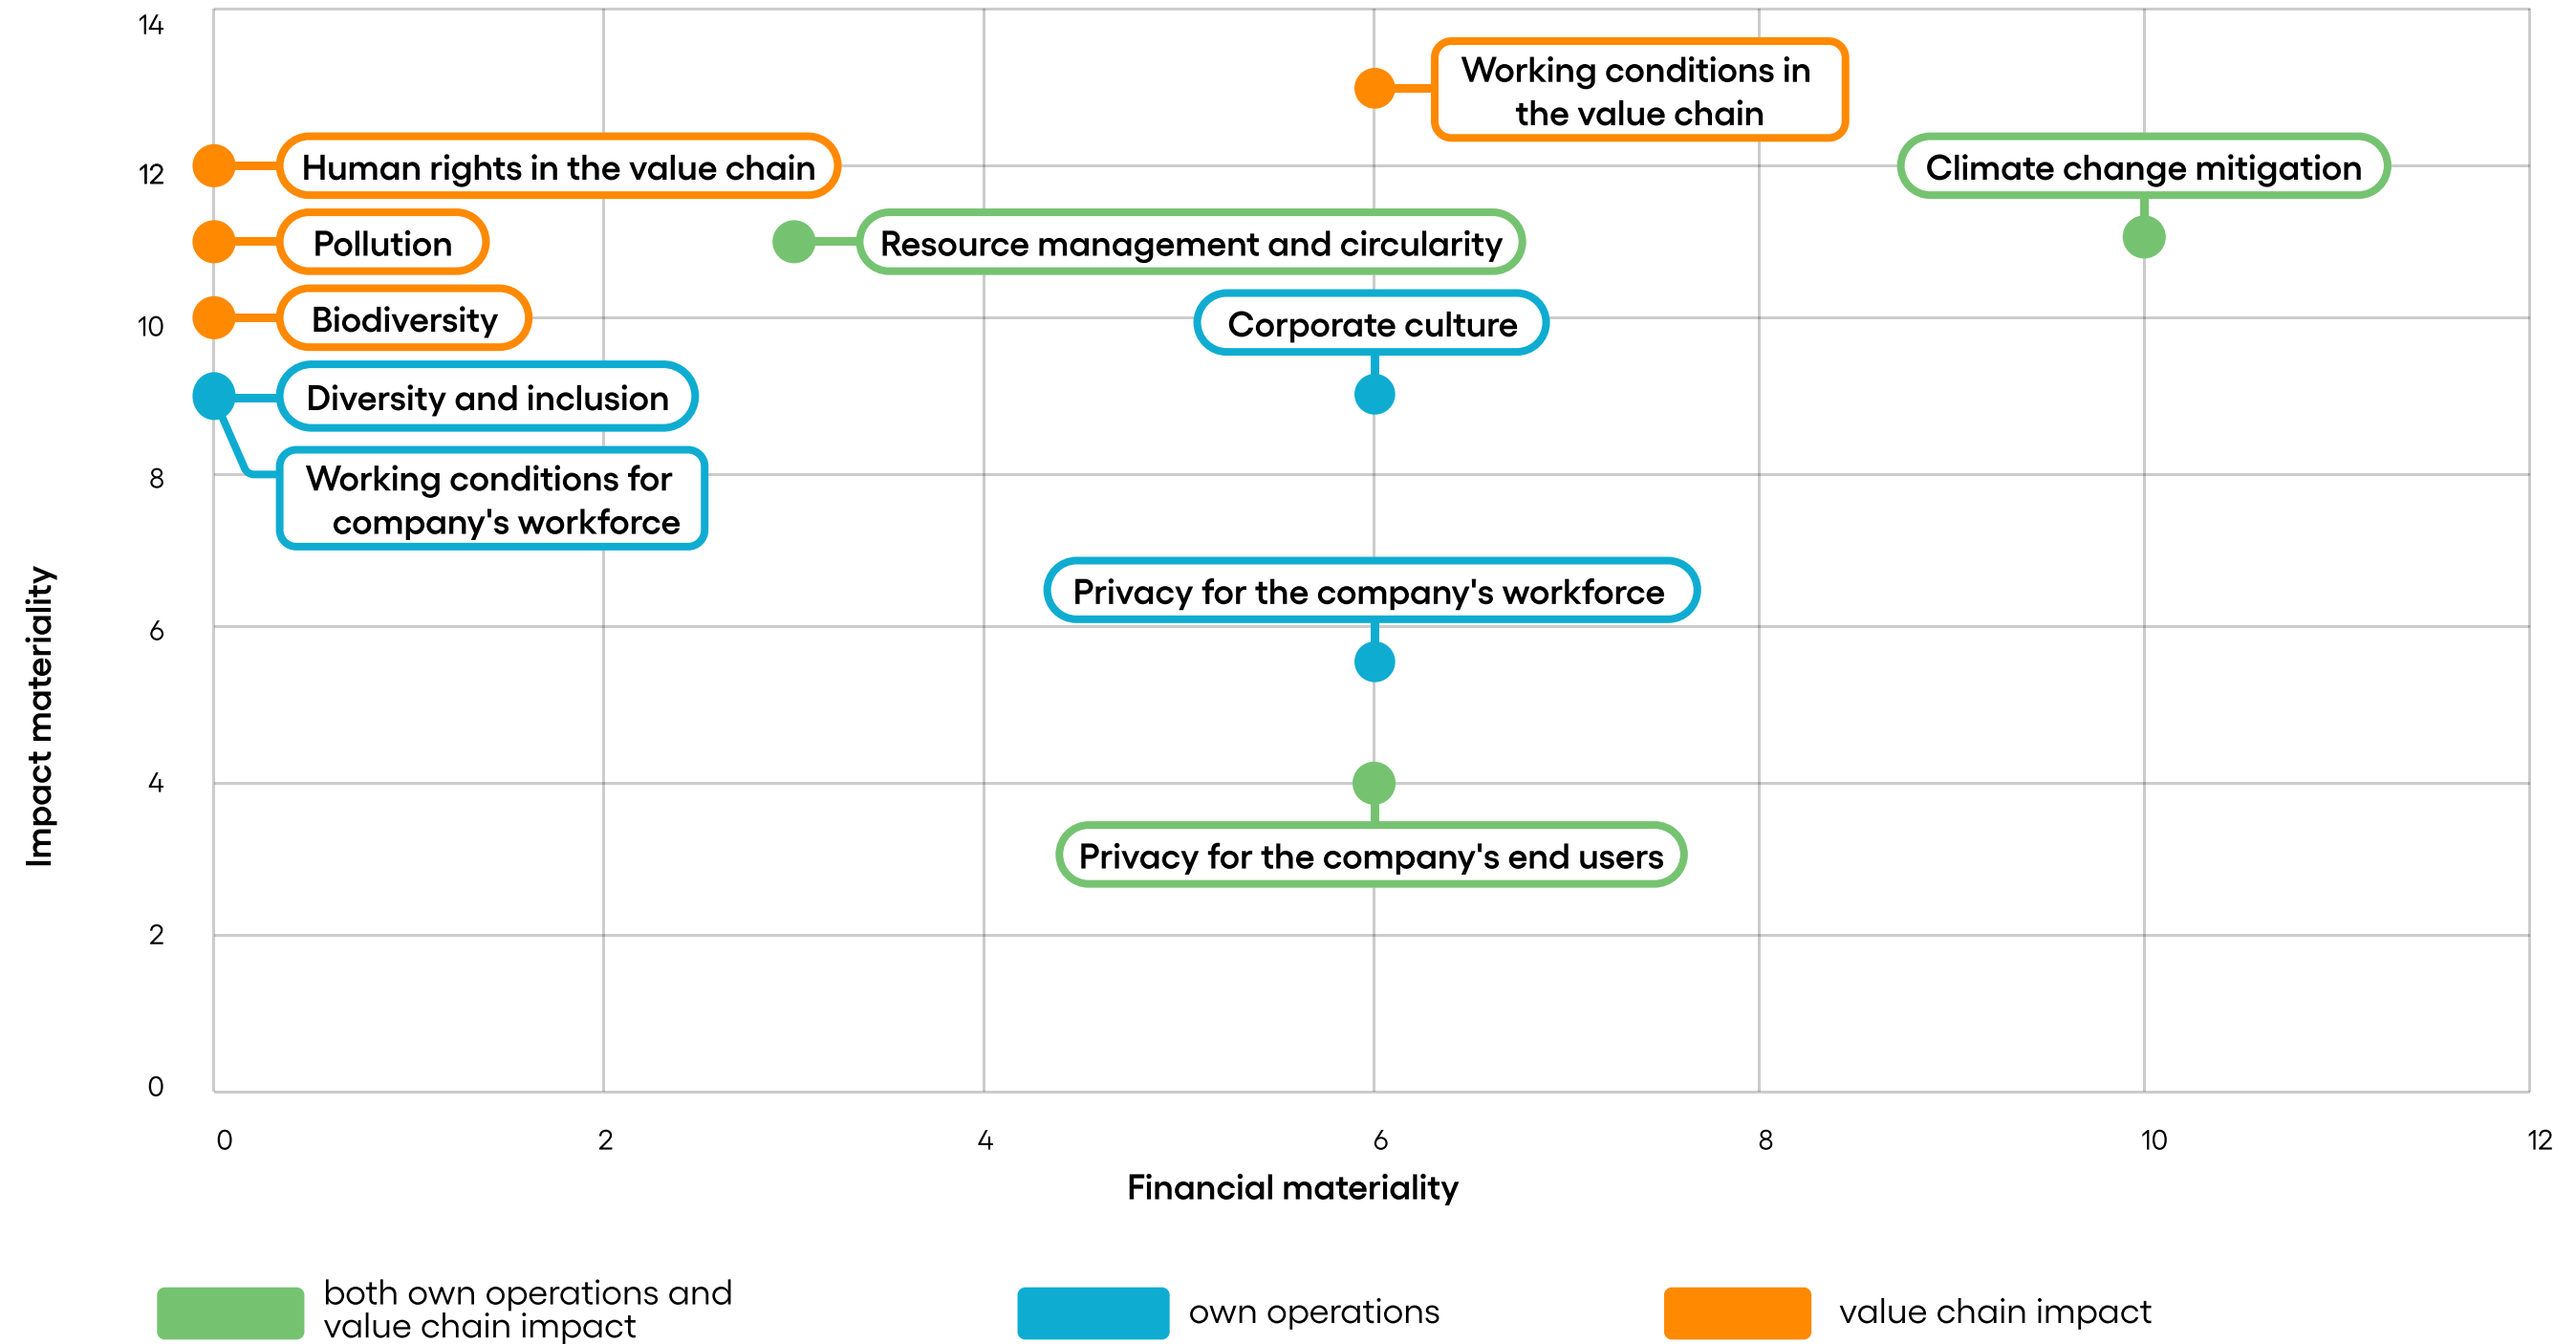 14
Working conditions in
the value chain
12
Human rights in the value chain
Climate change mitigation
Pollution
Resource management and circularity
10
Biodiversity
Corporate culture
Diversity and inclusion
8
Working conditions for
company's workforce
Privacy for the company's workforce
6
Impact materiality
4
Privacy for the company's end users
2
0
0 2 4 6 8 10 12
Financial materiality
both own operations and
value chain impact
own operations
value chain impact